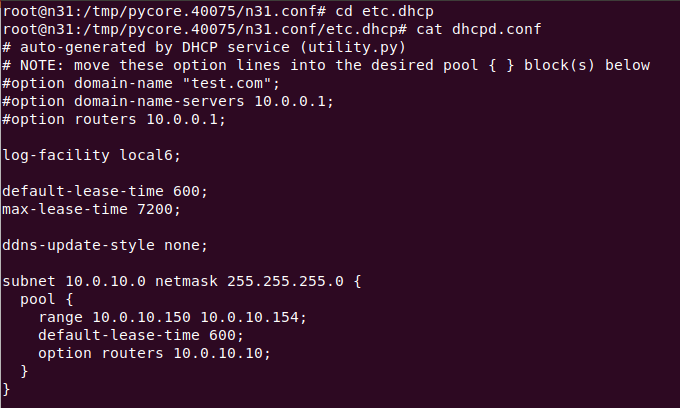 root@n31:/tmp/pycore.40075/n31.conf# cd etc.dhcp
root@n31:/tmp/pycore.40075/n31.conf/etc.dhcp# cat dhcpd.conf
# auto-generated by DHCP service (utility.py)
# NOTE: move these option lines into the desired pool { } block(s) below
#option domain-name "test.com";
#option domain-name-servers 10.0.0.1;
#option routers 10.0.0.1;

log-facility local6;

default-lease-time 600;
max-lease-time 7200;

ddns-update-style none;

subnet 10.0.10.0 netmask 255.255.255.0 {
  pool {
    range 10.0.10.150 10.0.10.154;
    default-lease-time 600;
    option routers 10.0.10.10;
  }
}